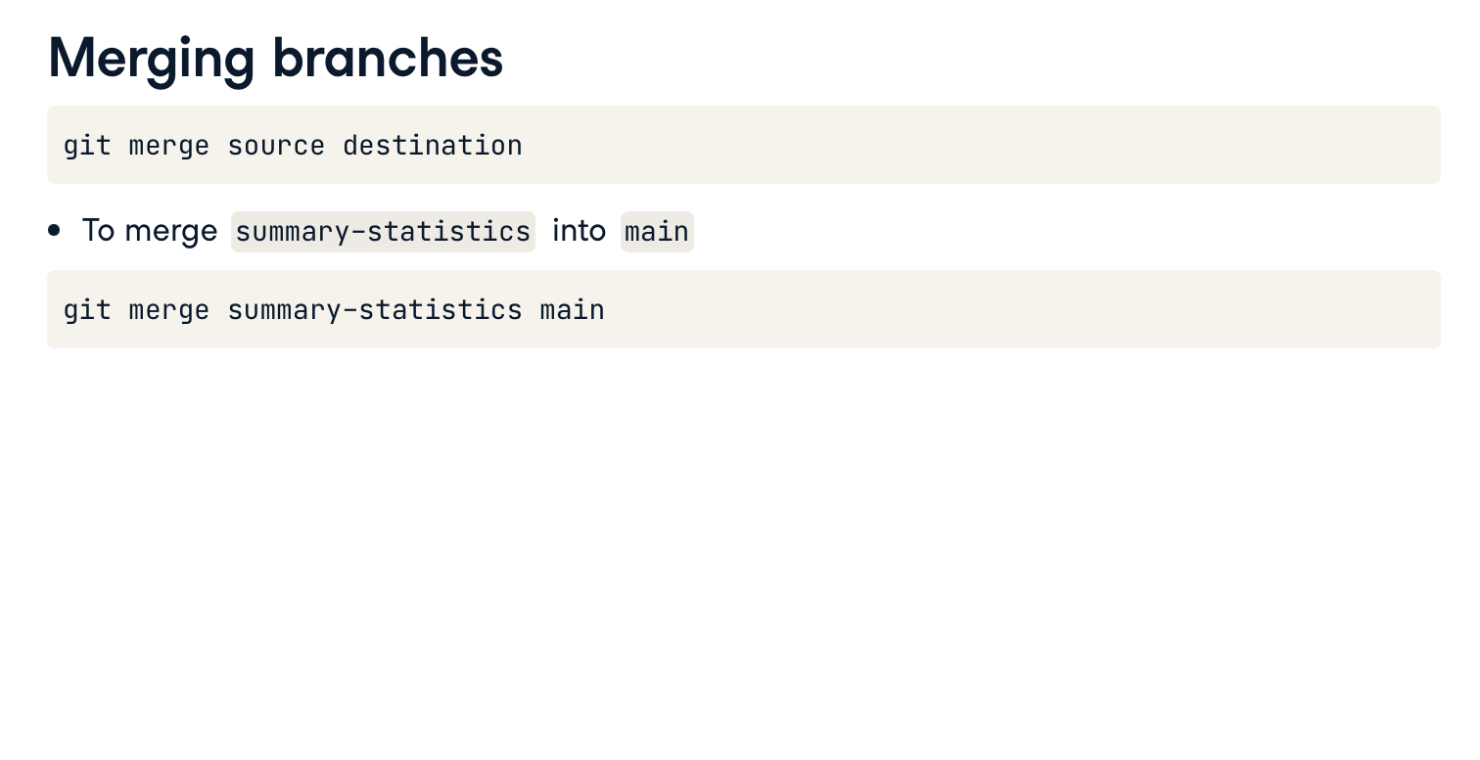 Merging branches
git merge source destination
• To merge summary-statistics into main
git merge summary-statistics main